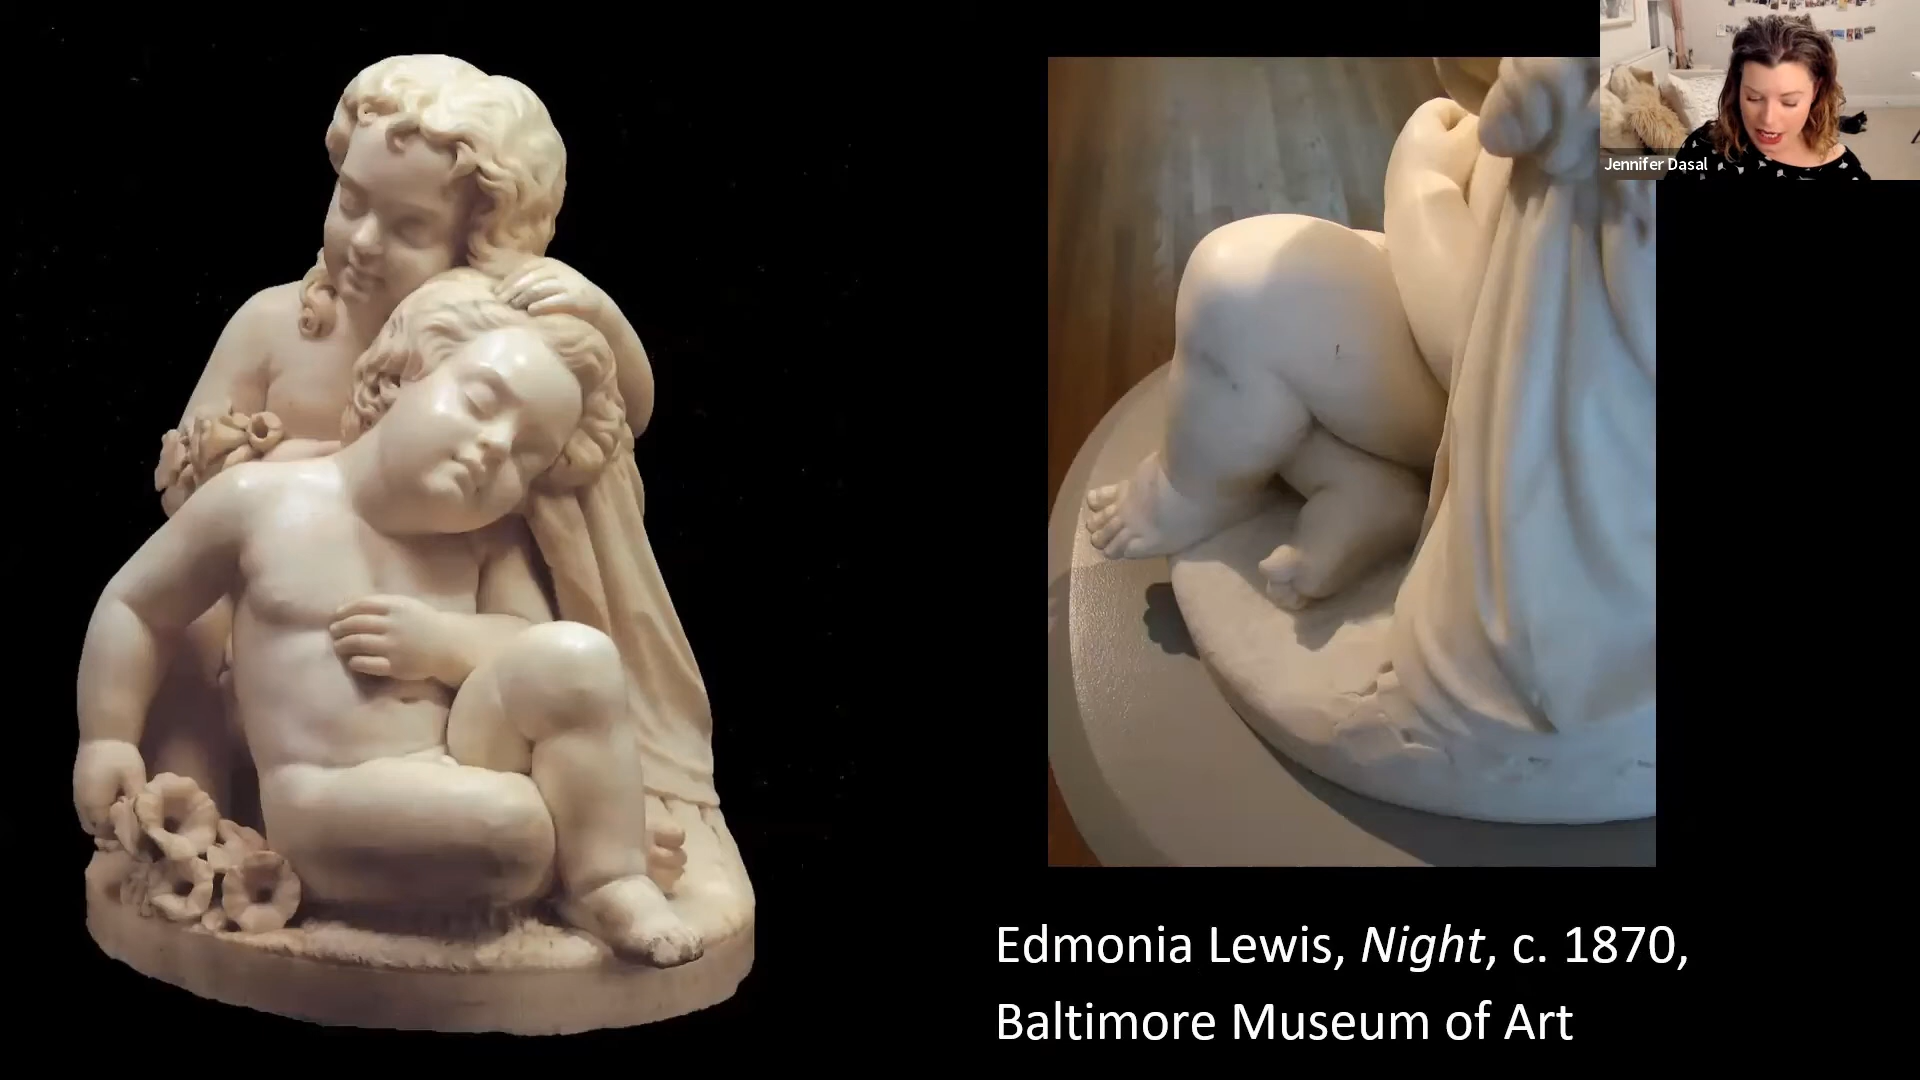 Jennifer Dasal
Edmonia Lewis, Night, c. 1870,
Baltimore Museum of Art